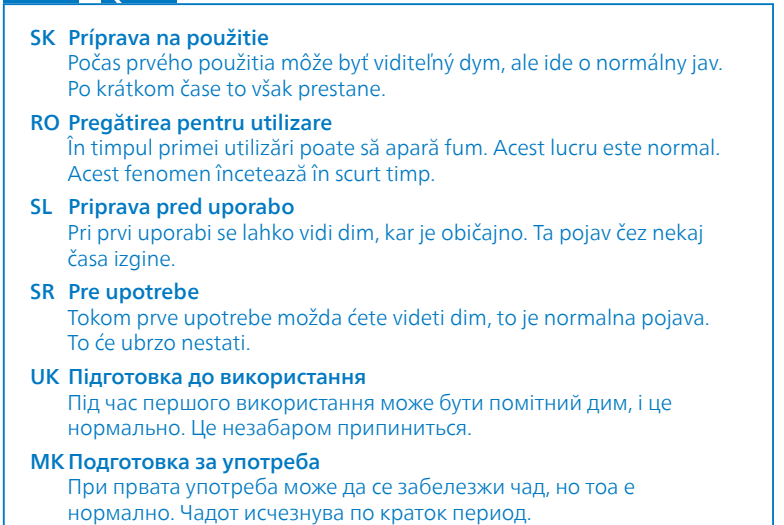 SK Príprava na použitie
Počas prvého použitia môže byť viditeľný dym, ale ide o normálny jav.
Po krátkom čase to však prestane.
RO Pregătirea pentru utilizare
În timpul primei utilizări poate să apară fum. Acest lucru este normal.
Acest fenomen încetează în scurt timp.
SL Priprava pred uporabo
Pri prvi uporabi se lahko vidi dim, kar je običajno. Ta pojav čez nekaj
časa izgine.
SR Pre upotrebe
Tokom prve upotrebe možda ćete videti dim, to je normalna pojava.
To će ubrzo nestati.
UK Підготовка до використання
Під час першого використання може бути помітний дим, і це
нормально. Це незабаром припиниться.
MK Подготовка за употреба
При првата употреба може да се забележи чад, но тоа е
нормално. Чадот исчезнува по краток период.